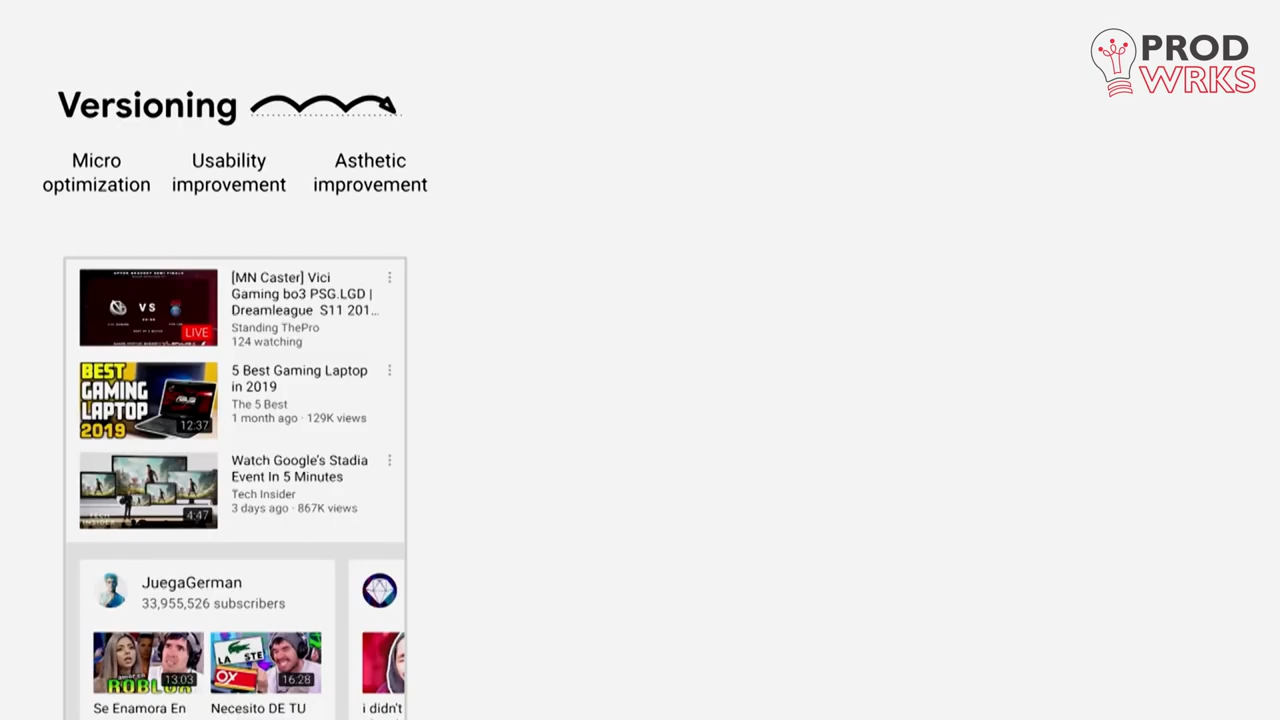 PROD
WRKS
Versioning
Micro
optimization
Usability
improvement
Asthetic
improvement
VS
LIVE
[MN Caster] Vici
Gaming bo3 PSG.LGD |
Dreamleague S11 201...
Standing ThePro
124 watching
BEST
GAMING
LAPTOP
2019
12:37
5 Best Gaming Laptop
in 2019
The 5 Best
1 month ago · 129K views
4:47
Watch Google's Stadia
Event In 5 Minutes
Tech Insider
3 days ago · 867K views
JuegaGerman
33,955,526 subscribers
13:03
16:28
Se Enamora En
Necesito DE TU
i didn't